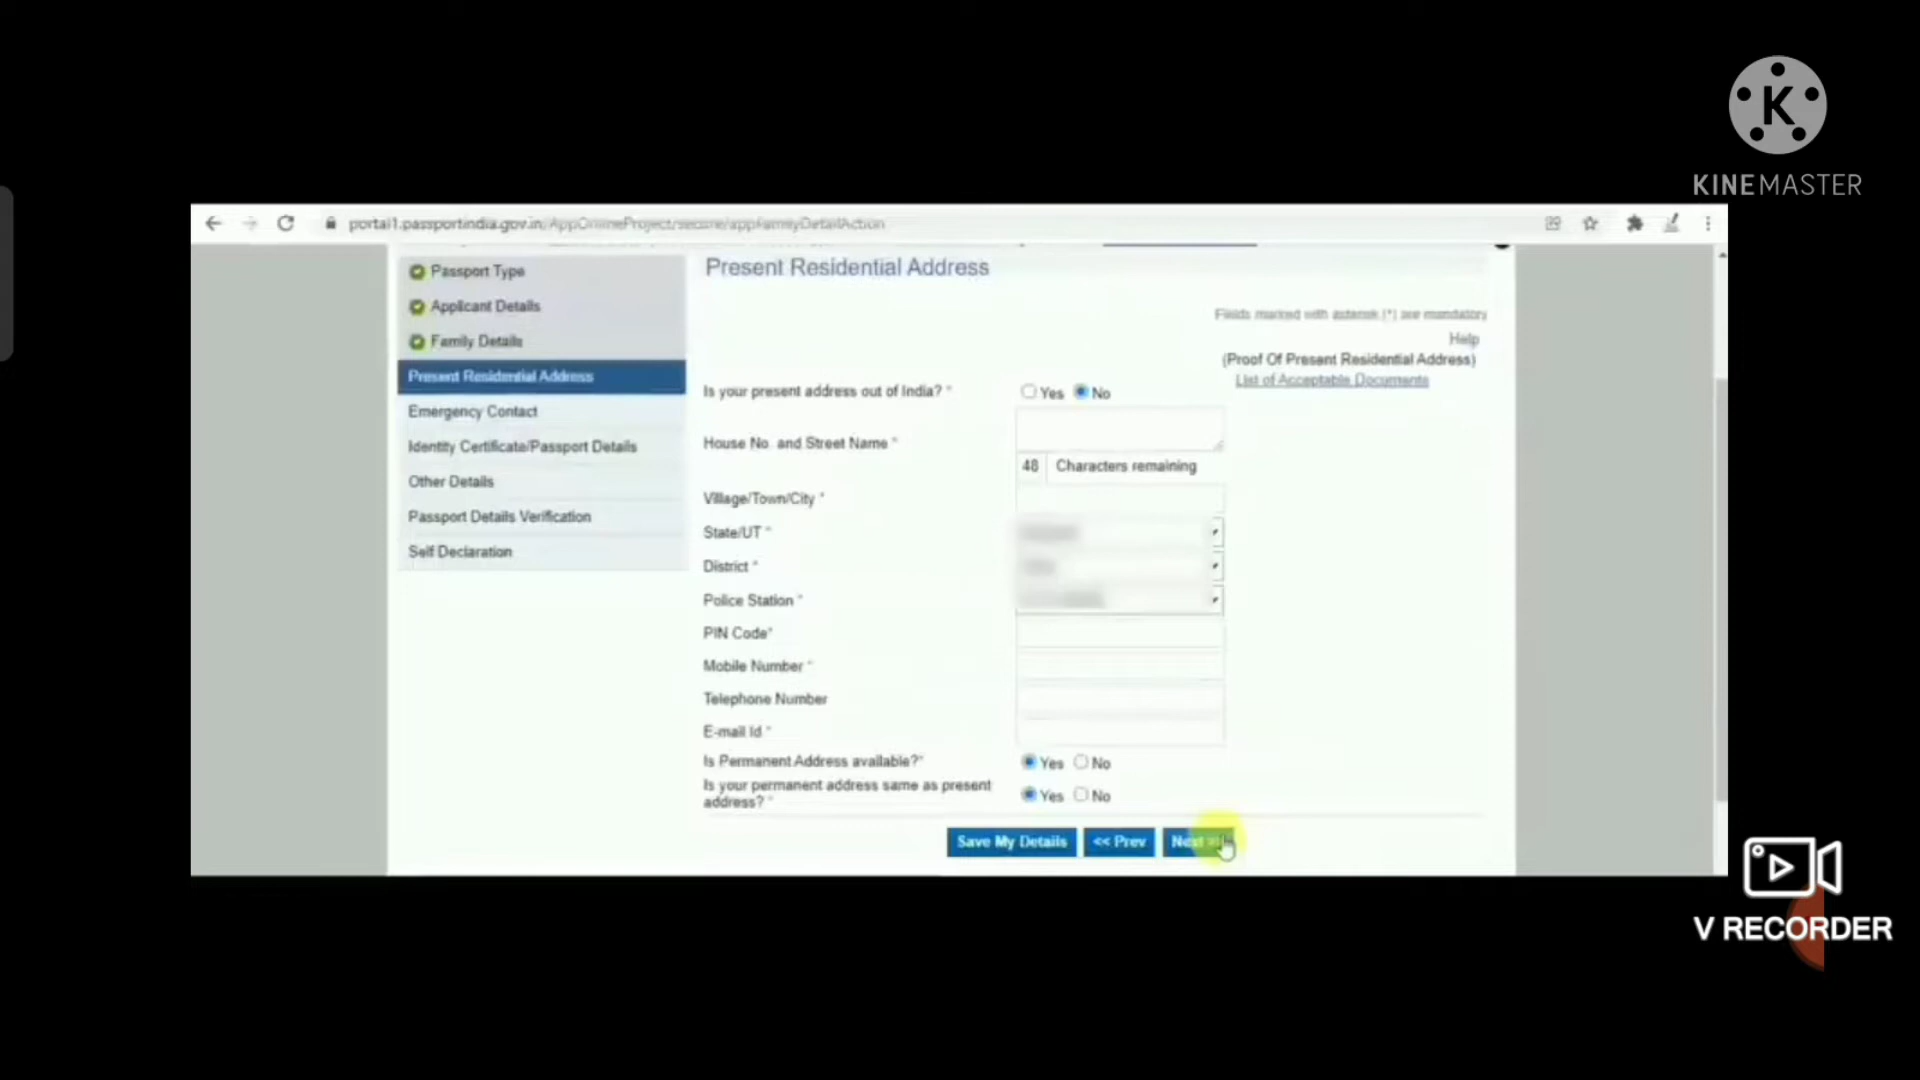 K
KINEMASTER
portal1.passportindia.gov.in/AppOnlineProject/secure/appFamilyDetailAction
Passport Type
Applicant Details
Family Details
Present Residential Address
Emergency Contact
Identity Certificate/Passport Details
Other Details
Passport Details Verification
Self Declaration
Present Residential Address
Fields marked with asterisk (*) are mandatory
Help
(Proof Of Present Residential Address)
List of Acceptable Documents
Is your present address out of India? * Yes No
House No. and Street Name *
48 Characters remaining
Village/Town/City *
State/UT *
District *
Police Station *
PIN Code*
Mobile Number *
Telephone Number
E-mail Id *
Is Permanent Address available?* Yes No
Is your permanent address same as present
address? * Yes No
Save My Details << Prev Next
V RECORDER